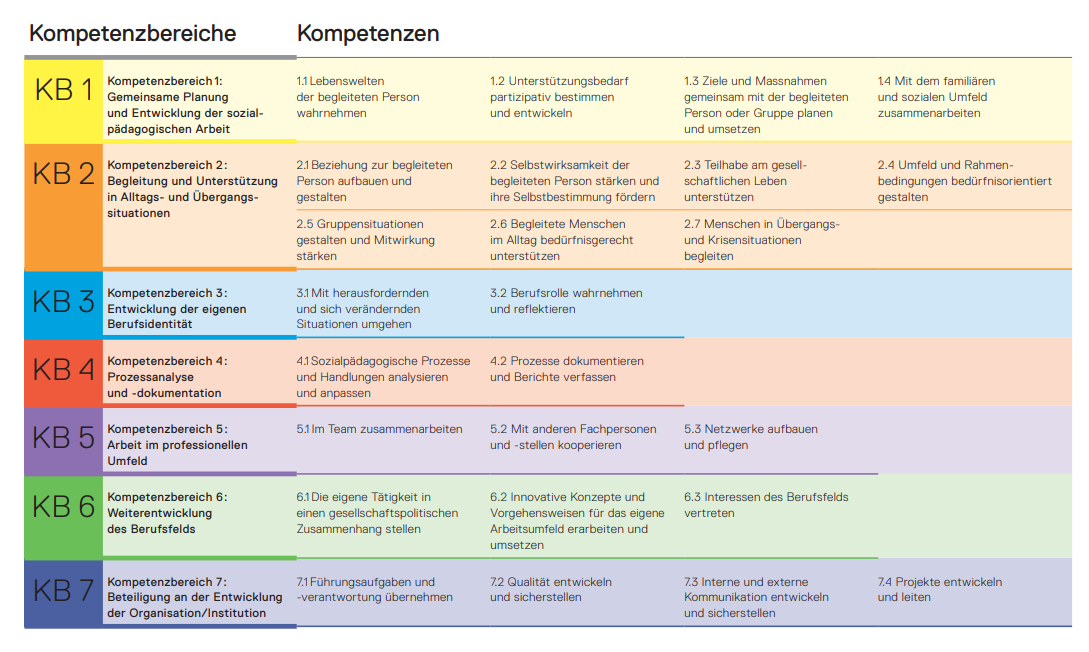 Kompetenzbereiche
Kompetenzen
KB 1
Kompetenzbereich 1:
Gemeinsame Planung
und Entwicklung der sozial-
pädagogischen Arbeit
1.1 Lebenswelten
der begleiteten Person
wahrnehmen
1.2 Unterstützungsbedarf
partizipativ bestimmen
und entwickeln
1.3 Ziele und Massnahmen
gemeinsam mit der begleiteten
Person oder Gruppe planen
und umsetzen
1.4 Mit dem familiären
und sozialen Umfeld
zusammenarbeiten
KB 2
Kompetenzbereich 2:
Begleitung und Unterstützung
in Alltags- und Übergangs-
situationen
2.1 Beziehung zur begleiteten
Person aufbauen und
gestalten
2.2 Selbstwirksamkeit der
begleiteten Person stärken und
ihre Selbstbestimmung fördern
2.3 Teilhabe am gesell-
schaftlichen Leben
unterstützen
2.4 Umfeld und Rahmen-
bedingungen bedürfnisorientiert
gestalten
2.5 Gruppensituationen
gestalten und Mitwirkung
stärken
2.6 Begleitete Menschen
im Alltag bedürfnisgerecht
unterstützen
2.7 Menschen in Übergangs-
und Krisensituationen
begleiten
KB 3
Kompetenzbereich 3:
Entwicklung der eigenen
Berufsidentität
3.1 Mit herausfordernden
und sich verändernden
Situationen umgehen
3.2 Berufsrolle wahrnehmen
und reflektieren
KB 4
Kompetenzbereich 4:
Prozessanalyse
und -dokumentation
4.1 Sozialpädagogische Prozesse
und Handlungen analysieren
und anpassen
4.2 Prozesse dokumentieren
und Berichte verfassen
KB 5
Kompetenzbereich 5:
Arbeit im professionellen
Umfeld
5.1 Im Team zusammenarbeiten
5.2 Mit anderen Fachpersonen
und -stellen kooperieren
5.3 Netzwerke aufbauen
und pflegen
KB 6
Kompetenzbereich 6:
Weiterentwicklung
des Berufsfelds
6.1 Die eigene Tätigkeit in
einen gesellschaftspolitischen
Zusammenhang stellen
6.2 Innovative Konzepte und
Vorgehensweisen für das eigene
Arbeitsumfeld erarbeiten und
umsetzen
6.3 Interessen des Berufsfelds
vertreten
KB 7
Kompetenzbereich 7:
Beteiligung an der Entwicklung
der Organisation/Institution
7.1 Führungsaufgaben und
-verantwortung übernehmen
7.2 Qualität entwickeln
und sicherstellen
7.3 Interne und externe
Kommunikation entwickeln
und sicherstellen
7.4 Projekte entwickeln
und leiten